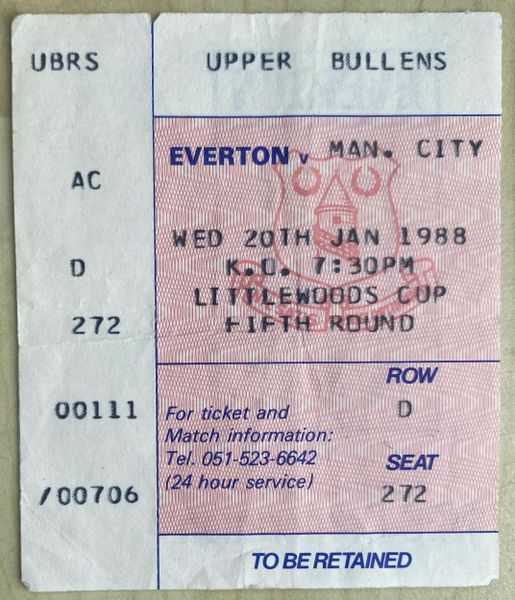 UBRS
UPPER BULLENS
EVERTON v MAN. CITY
AC
WED 20TH JAN 1988
D
K.O. 7:30PM
LITTLEWOODS CUP
272
FIFTH ROUND
ROW
00111
For ticket and
D
Match information:
Tel. 051-523-6642
SEAT
(24 hour service)
272
/00706
TO BE RETAINED